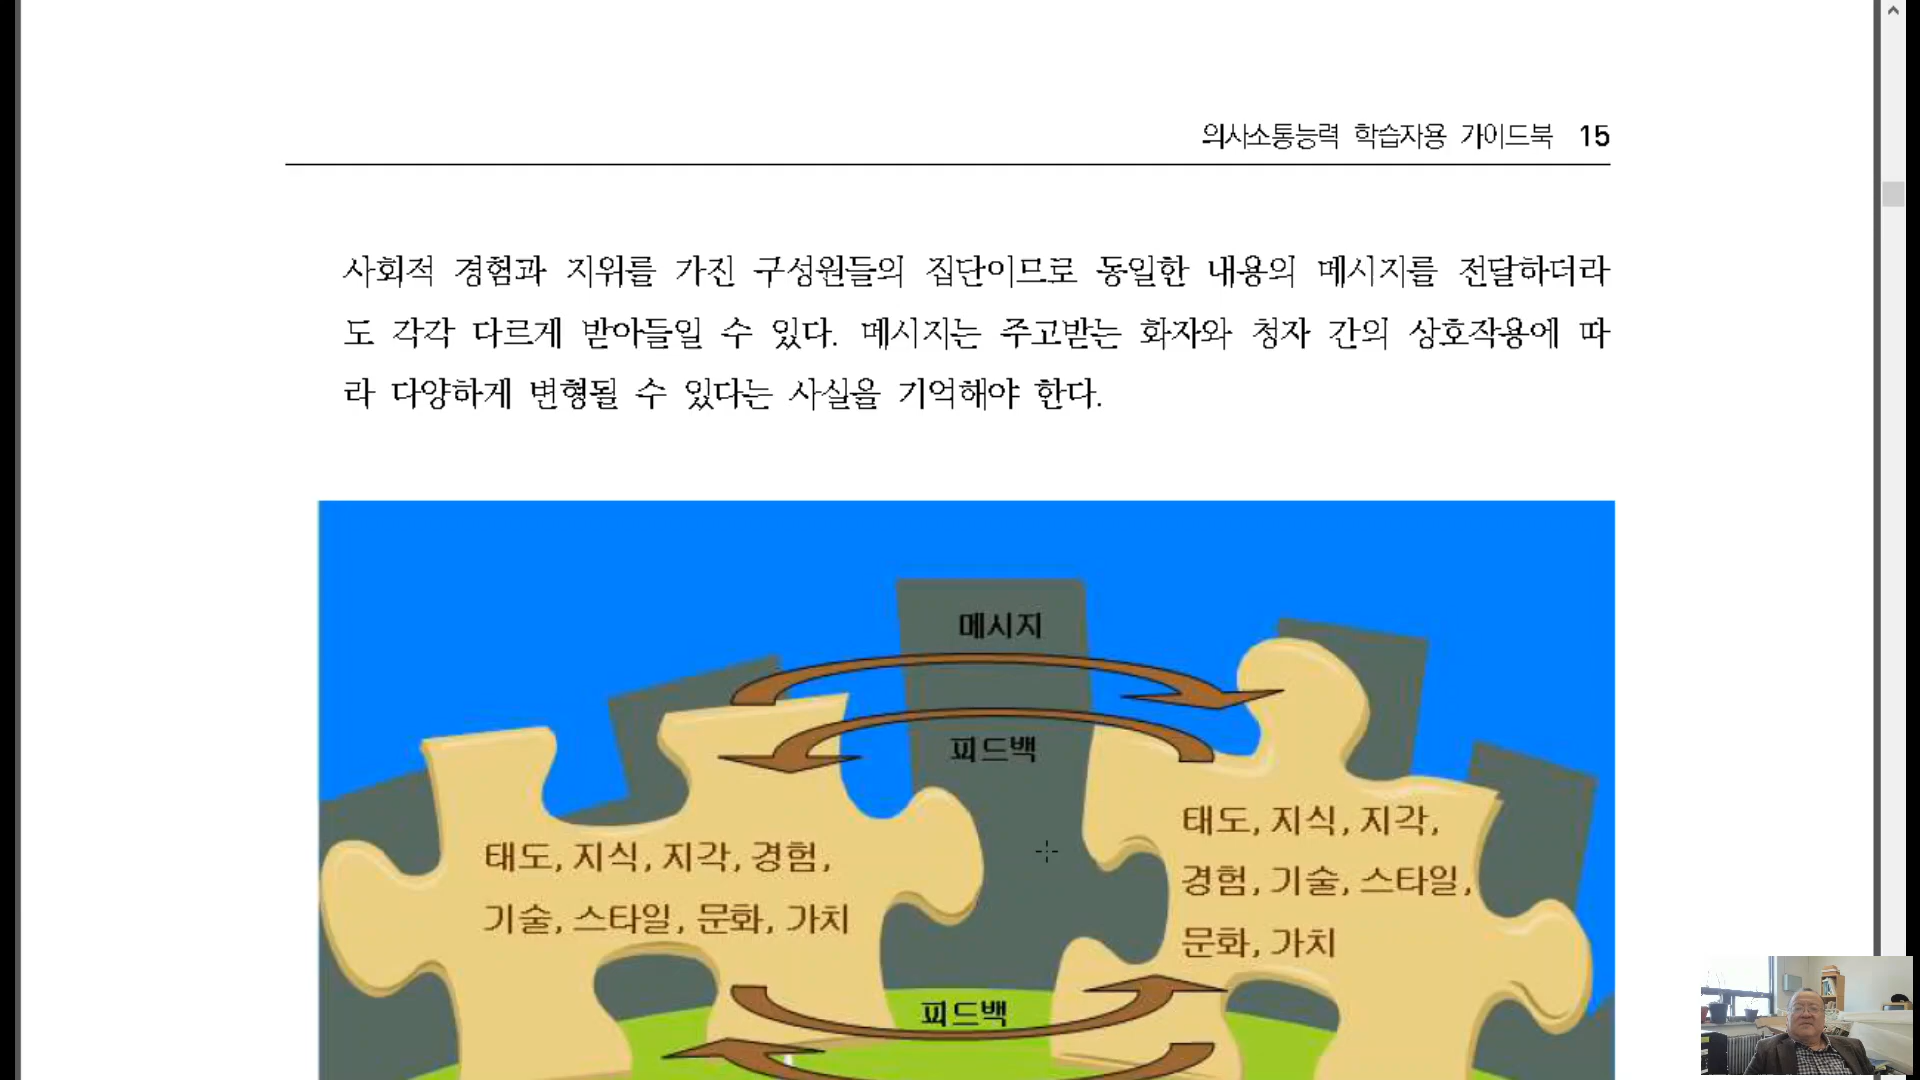 의사소통능력 학습자용 가이드북 15
사회적 경험과 지위를 가진 구성원들의 집단이므로 동일한 내용의 메시지를 전달하더라
도 각각 다르게 받아들일 수 있다. 메시지는 주고받는 화자와 청자 간의 상호작용에 따
라 다양하게 변형될 수 있다는 사실을 기억해야 한다.
메시지
피드백
태도, 지식, 지각, 경험,
기술, 스타일, 문화, 가치
태도, 지식, 지각,
경험, 기술, 스타일,
문화, 가치
피드백